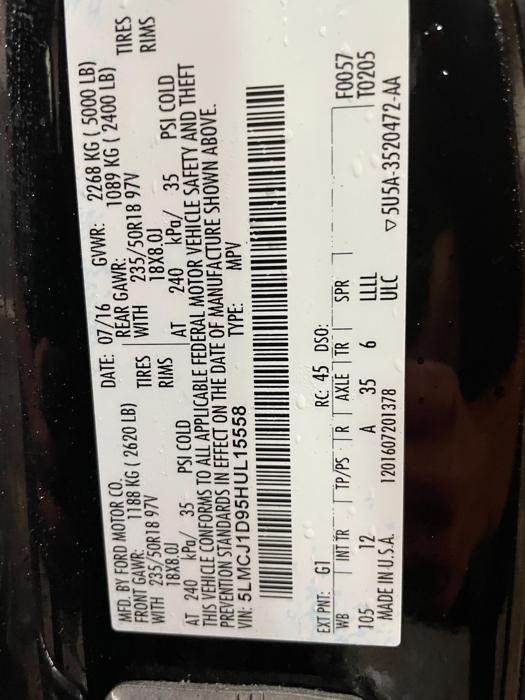 MFD. BY FORD MOTOR CO. DATE: 07/16 GVWR: 2268 KG ( 5000 LB)
FRONT GAWR: 1188 KG ( 2620 LB) REAR GAWR: 1089 KG ( 2400 LB)
WITH 235/50R18 97V TIRES WITH 235/50R18 97V TIRES
18X8.0J RIMS 18X8.0J RIMS
AT 240 kPa/ 35 PSI COLD AT 240 kPa/ 35 PSI COLD
THIS VEHICLE CONFORMS TO ALL APPLICABLE FEDERAL MOTOR VEHICLE SAFETY AND THEFT
PREVENTION STANDARDS IN EFFECT ON THE DATE OF MANUFACTURE SHOWN ABOVE.
VIN: 5LMCJ1D95HUL15558 TYPE: MPV
EXT PNT: G1 RC: 45 DSO: F0057
WB INT TR TP/PS R AXLE TR SPR T0205
105 12 A 35 6 LLLL
MADE IN U.S.A. 1201607201378 ULC
▽5U5A-3520472-AA